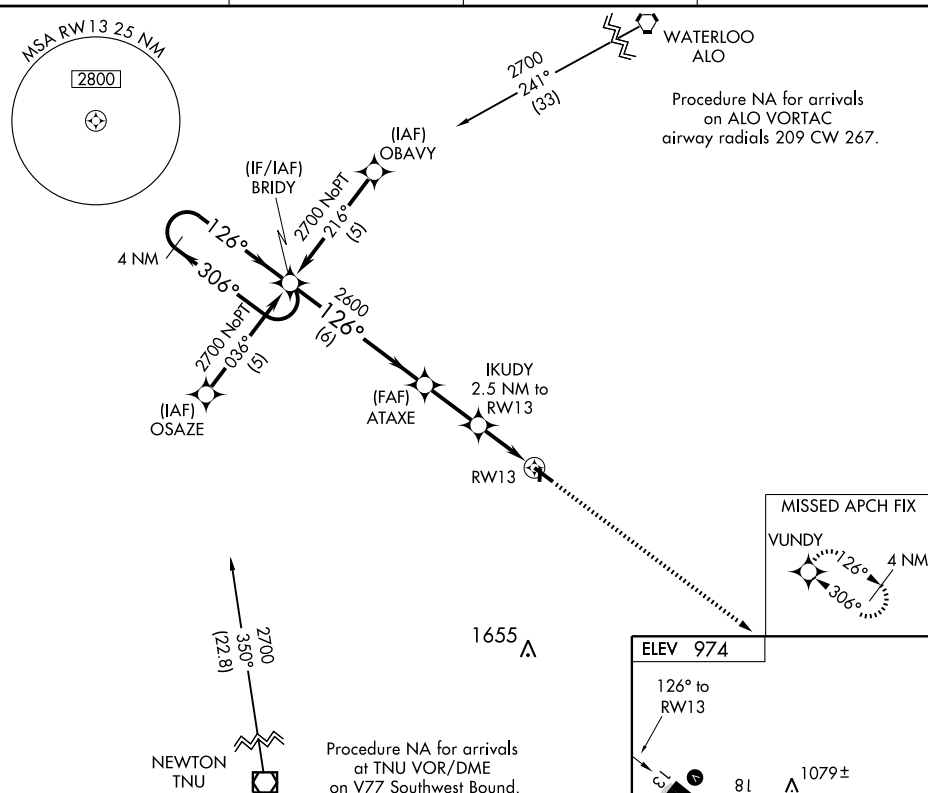 MSA RW13 25 NM
2800
WATERLOO
ALO
2700
241°
(33)
Procedure NA for arrivals
on ALO VORTAC
airway radials 209 CW 267.
(IAF)
OBAVY
(IF/IAF)
BRIDY
2700 NoPT
216°
(5)
126°
4 NM
306°
2700 NoPT
036°
(5)
(IAF)
OSAZE
2600
126°
(6)
(FAF)
ATAXE
IKUDY
2.5 NM to
RW13
RW13
MISSED APCH FIX
VUNDY
126°
4 NM
306°
2700
350°
(22.8)
1655
NEWTON
TNU
Procedure NA for arrivals
at TNU VOR/DME
on V77 Southwest Bound.
ELEV 974
126° to
RW13
13
V
18
1079±